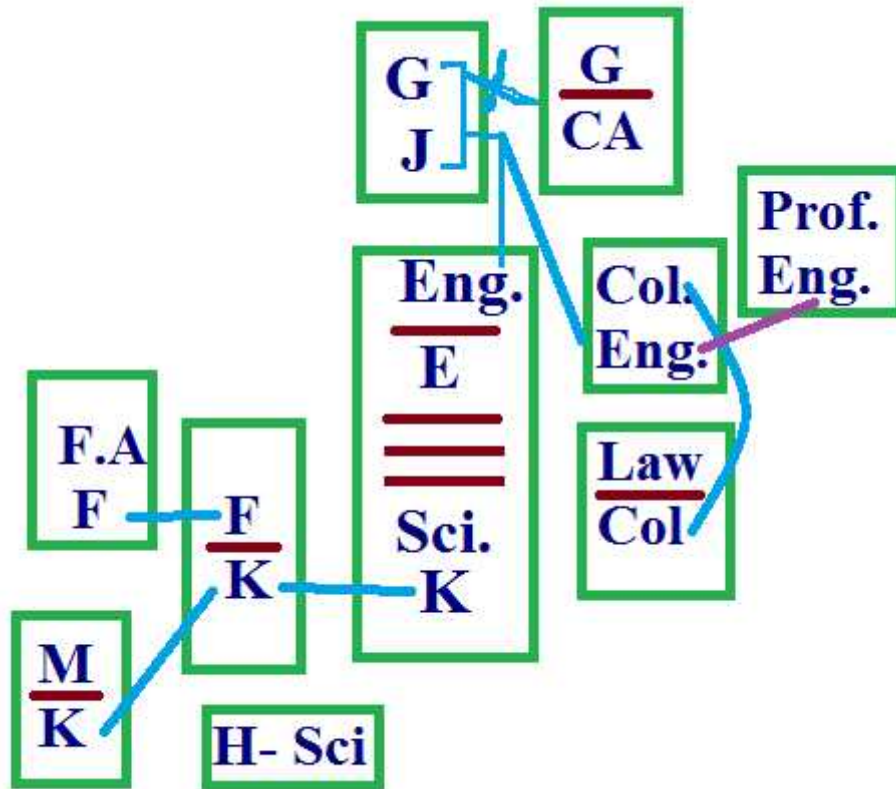 G
J
G
CA
Prof.
Eng.
Eng.
E
Sci.
K
Col.
Eng.
Law
Col
F.A
F
F
K
M
K
H- Sci